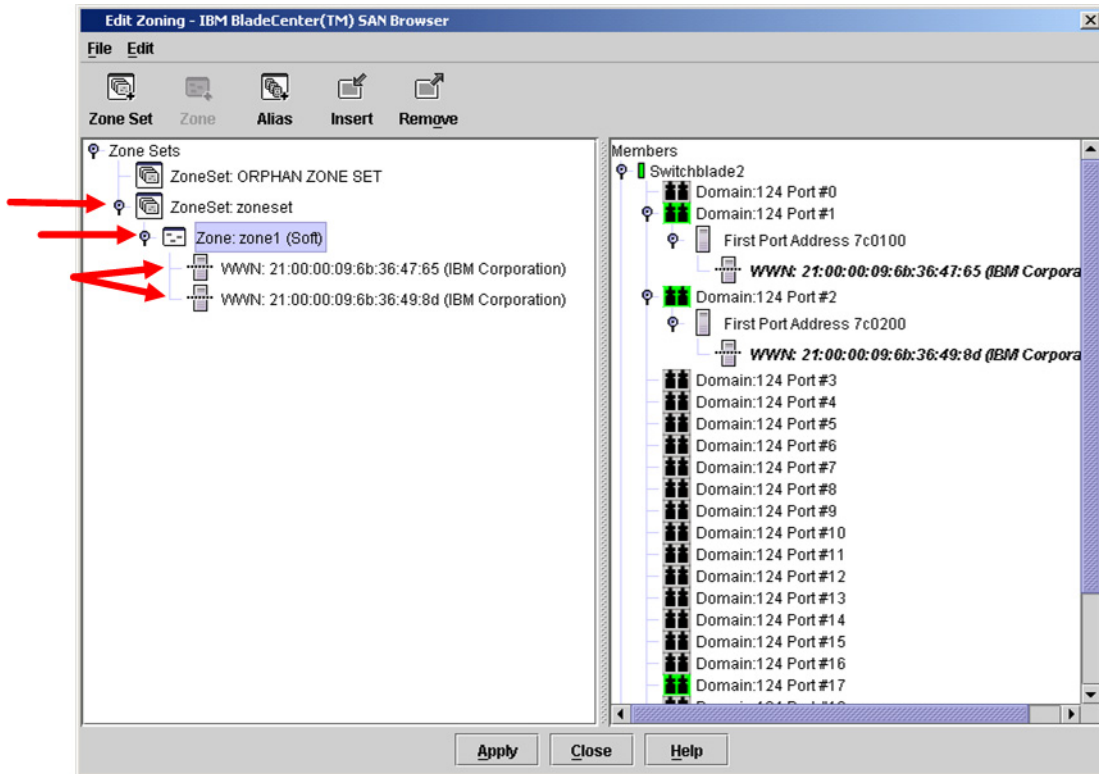 Edit Zoning - IBM BladeCenter(TM) SAN Browser
File Edit
Zone Set Zone Alias Insert Remove
Zone Sets
ZoneSet: ORPHAN ZONE SET
ZoneSet: zoneset
Zone: zone1 (Soft)
WWN: 21:00:00:09:6b:36:47:65 (IBM Corporation)
WWN: 21:00:00:09:6b:36:49:8d (IBM Corporation)
Members
Switchblade2
Domain:124 Port #0
Domain:124 Port #1
First Port Address 7c0100
WWN: 21:00:00:09:6b:36:47:65 (IBM Corpora
Domain:124 Port #2
First Port Address 7c0200
WWN: 21:00:00:09:6b:36:49:8d (IBM Corpora
Domain:124 Port #3
Domain:124 Port #4
Domain:124 Port #5
Domain:124 Port #6
Domain:124 Port #7
Domain:124 Port #8
Domain:124 Port #9
Domain:124 Port #10
Domain:124 Port #11
Domain:124 Port #12
Domain:124 Port #13
Domain:124 Port #14
Domain:124 Port #15
Domain:124 Port #16
Domain:124 Port #17
Apply Close Help